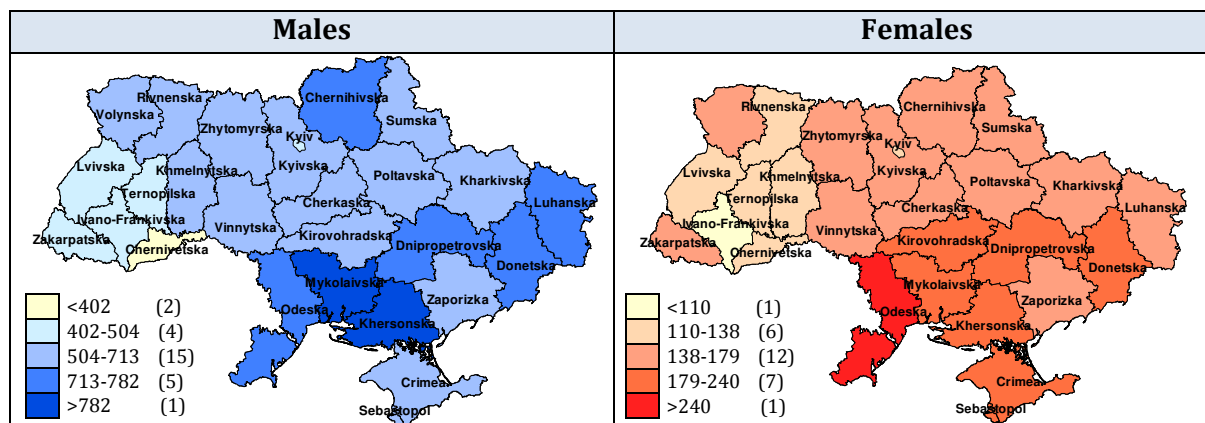 Males
Chernihivska
Rivnenska
Volynska
Sumska
Zhytomyrska
Kyiv
Lvivska
Khmelnytska
Kyivska
Poltavska
Kharkivska
Ternopilska
Luhanska
Cherkaska
Ivano-Frankivska
Vinnytska
Zakarpatska
Chernivetska
Kirovohradska
Dnipropetrovska
Donetska
Mykolaivska
Zaporizka
Odeska
Khersonska
Crimea
Sebastopol
<402 (2)
402-504 (4)
504-713 (15)
713-782 (5)
>782 (1)
Females
Rivnenska
Chernihivska
Sumska
Zhytomyrska
Kyiv
Lvivska
Khmelnytska
Kyivska
Poltavska
Kharkivska
Ternopilska
Luhanska
Cherkaska
Ivano-Frankivska
Vinnytska
Zakarpatska
Chernivetska
Kirovohradska
Dnipropetrovska
Donetska
Mykolaivska
Zaporizka
Odeska
Khersonska
Crimea
Sebastopol
<110 (1)
110-138 (6)
138-179 (12)
179-240 (7)
>240 (1)